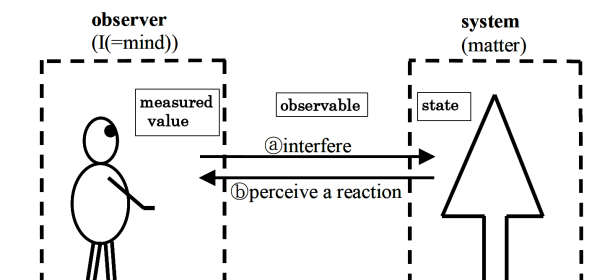 observer
(I(=mind))
system
(matter)
measured
value
observable
state
ⓐinterfere
ⓑperceive a reaction